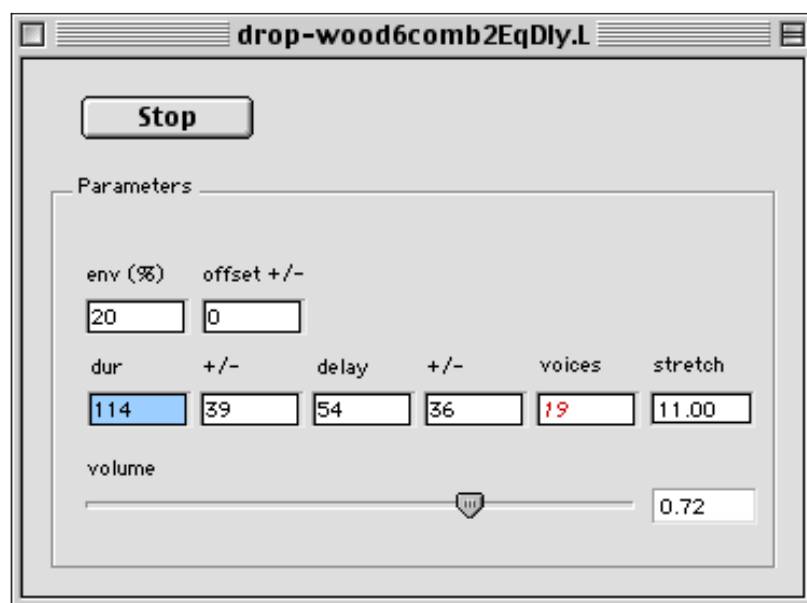 drop-wood6comb2EqDly.L
Stop
Parameters
env (%) offset +/-
20 0
dur +/- delay +/- voices stretch
114 39 54 36 19 11.00
volume
0.72